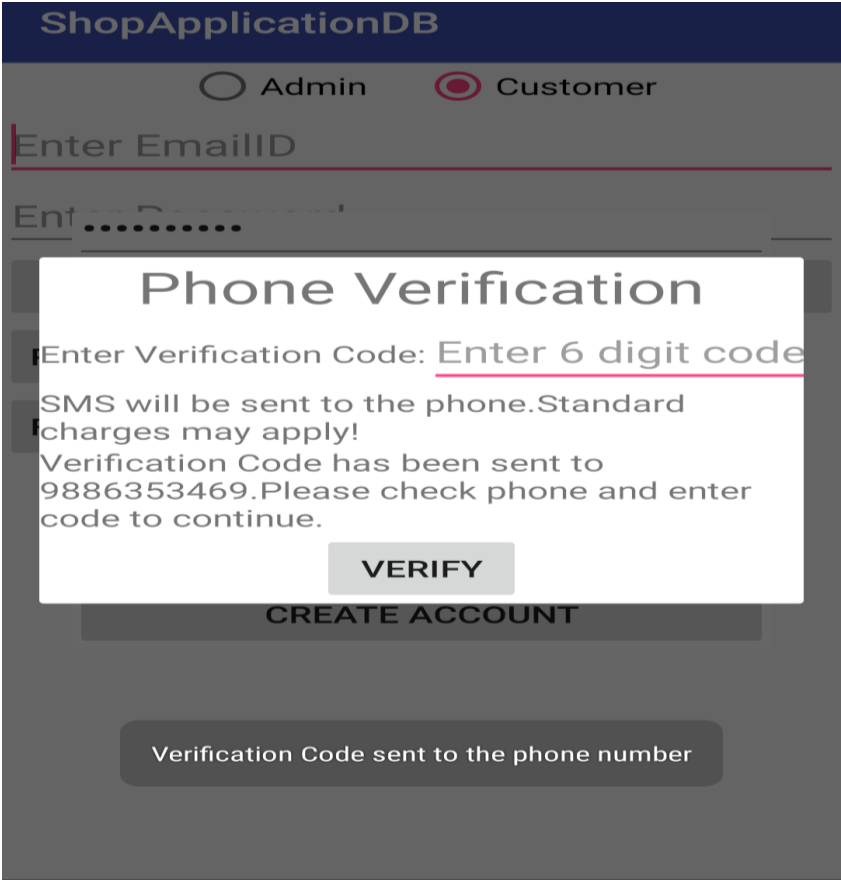 ShopApplicationDB
Admin Customer
Enter EmailID
Phone Verification
Enter Verification Code: Enter 6 digit code
SMS will be sent to the phone.Standard
charges may apply!
Verification Code has been sent to
9886353469.Please check phone and enter
code to continue.
VERIFY
CREATE ACCOUNT
Verification Code sent to the phone number